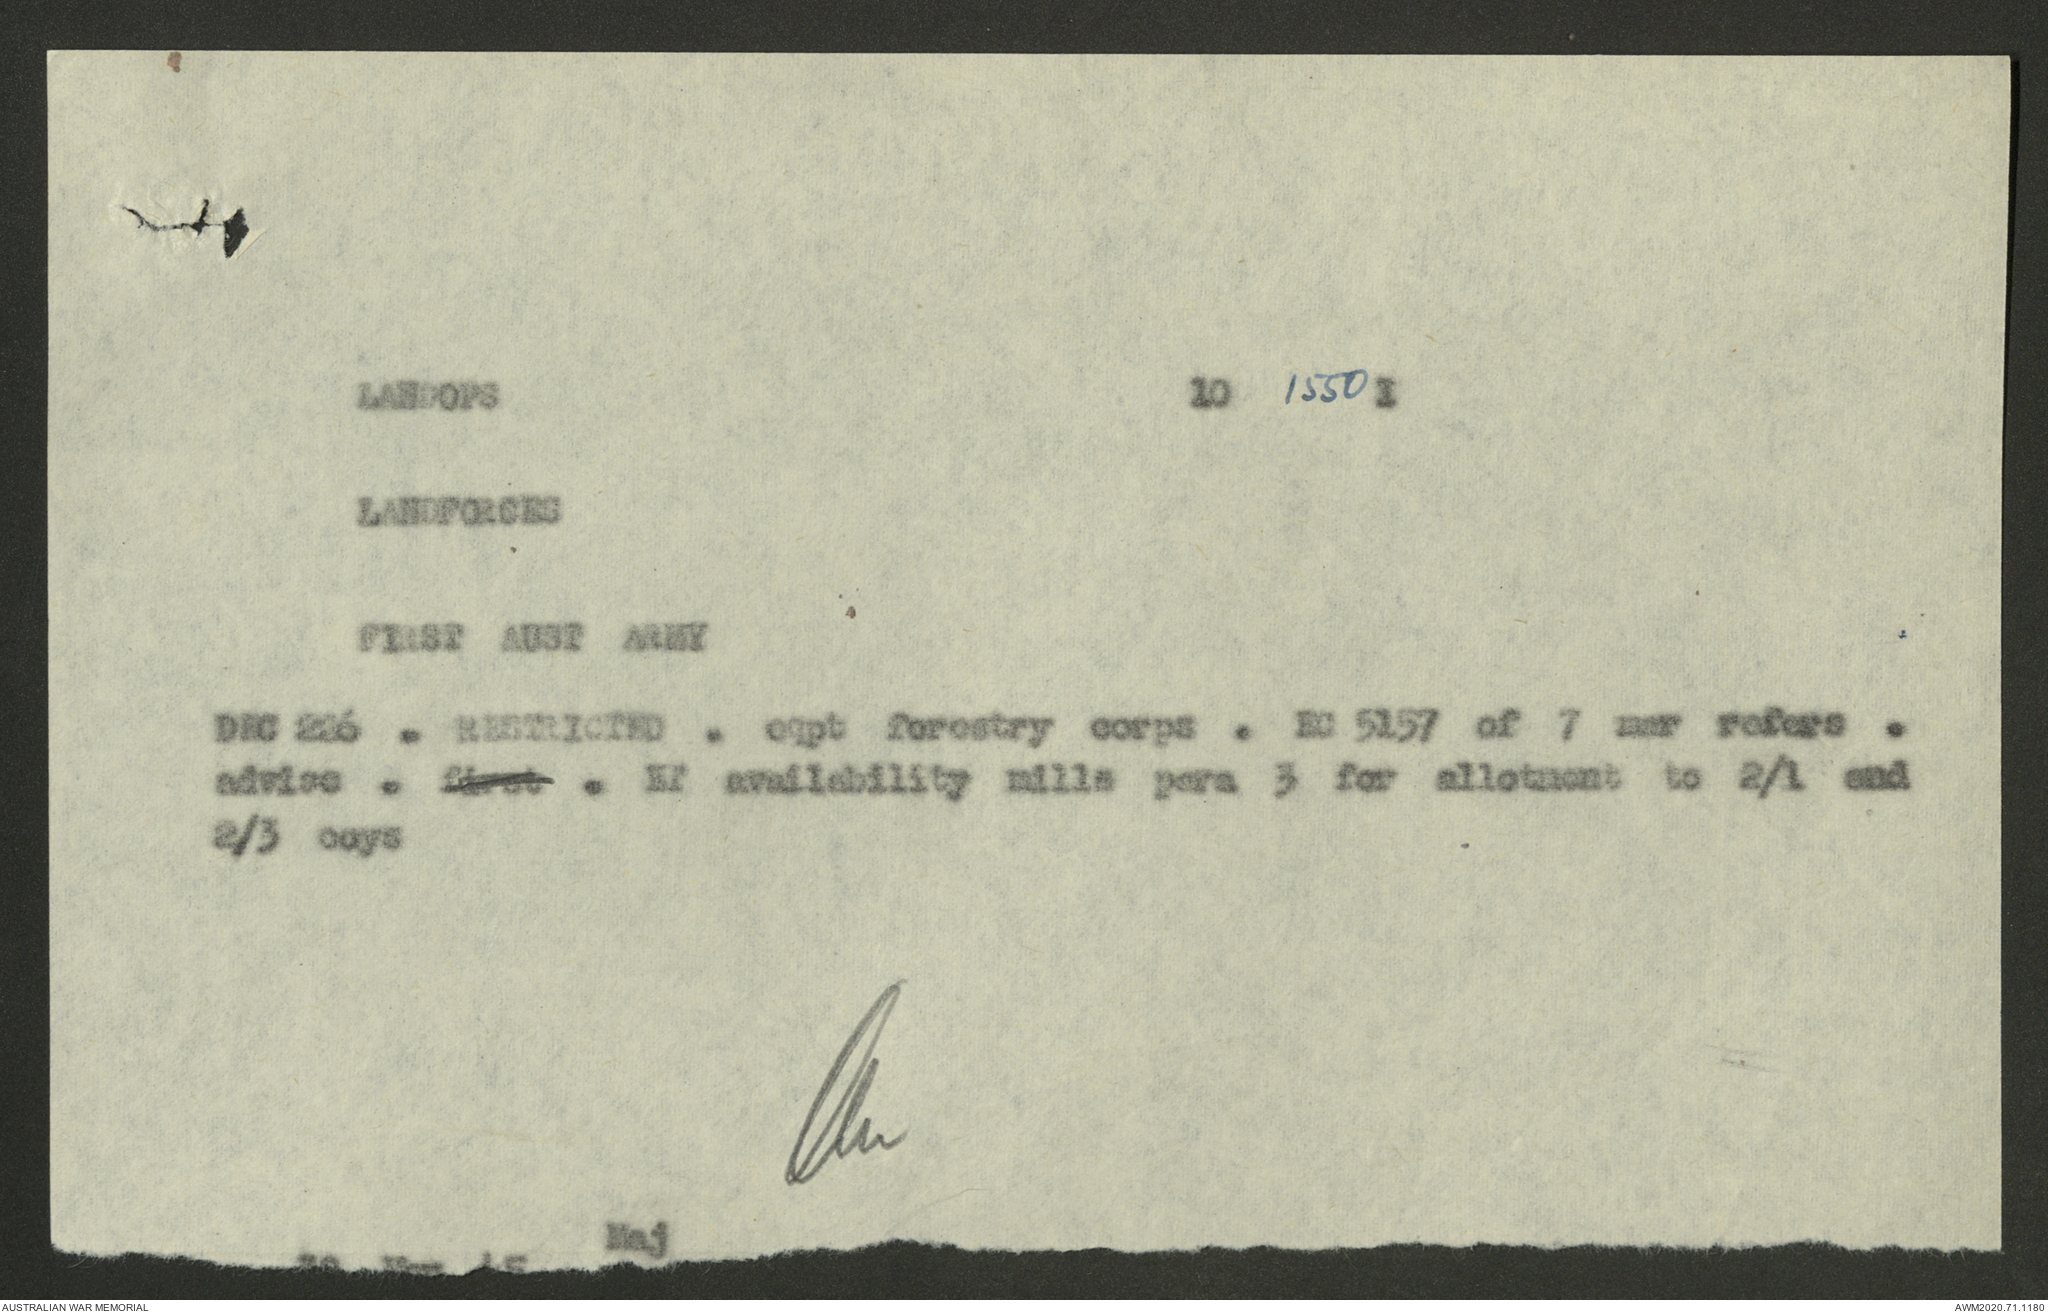 LANDOPS 10 1550 I
LANDFORCES
FIRST AUST ARMY
DEC 226 . RESTRICTED . eqpt forestry corps . EC 5157 of 7 mar refers .
advise . first . availability mills para 3 for allotment to 2/1 and
2/3 coys
Maj
AUSTRALIAN WAR MEMORIAL AWM2020.71.1180